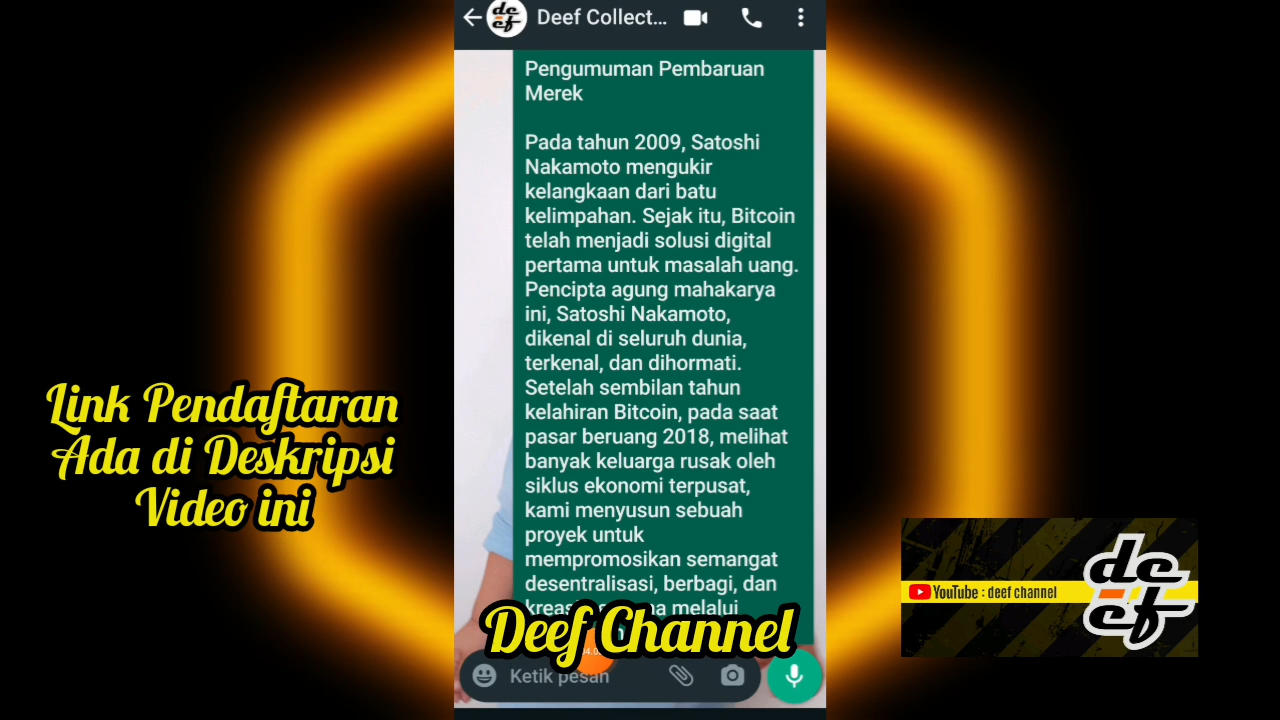 de
ef
Deef Collect...
Pengumuman Pembaruan
Merek
Pada tahun 2009, Satoshi
Nakamoto mengukir
kelangkaan dari batu
kelimpahan. Sejak itu, Bitcoin
telah menjadi solusi digital
pertama untuk masalah uang.
Pencipta agung mahakarya
ini, Satoshi Nakamoto,
dikenal di seluruh dunia,
terkenal, dan dihormati.
Setelah sembilan tahun
kelahiran Bitcoin, pada saat
pasar beruang 2018, melihat
banyak keluarga rusak oleh
siklus ekonomi terpusat,
kami menyusun sebuah
proyek untuk
mempromosikan semangat
desentralisasi, berbagi, dan
melalui
Deef Channel
Ketik pesan
Link Pendaftaran
Ada di Deskripsi
Video ini
YouTube : deef channel
de
ef